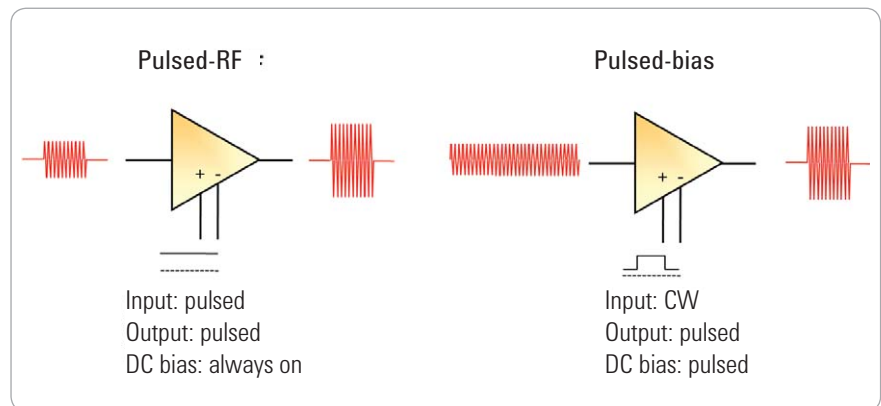 Pulsed-RF :
+ -
Input: pulsed
Output: pulsed
DC bias: always on
Pulsed-bias
+ -
Input: CW
Output: pulsed
DC bias: pulsed